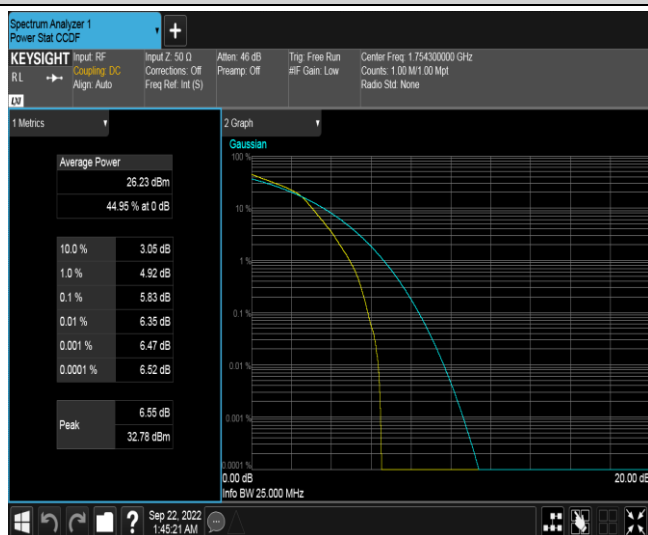 Spectrum Analyzer 1
Power Stat CCDF
+
KEYSIGHT
RL
LXI
Input: RF
Coupling: DC
Align: Auto
Input Z: 50 Ω
Corrections: Off
Freq Ref: Int (S)
Atten: 46 dB
Preamp: Off
Trig: Free Run
#IF Gain: Low
Center Freq: 1.754300000 GHz
Counts: 1.00 M/1.00 Mpt
Radio Std: None
1 Metrics
Average Power
26.23 dBm
44.95 % at 0 dB
10.0 % 3.05 dB
1.0 % 4.92 dB
0.1 % 5.83 dB
0.01 % 6.35 dB
0.001 % 6.47 dB
0.0001 % 6.52 dB
Peak
6.55 dB
32.78 dBm
2 Graph
Gaussian
100 %
10 %
1 %
0.1 %
0.01 %
0.001 %
0.0001 %
0.00 dB
20.00 dB
Info BW 25.000 MHz
?
Sep 22, 2022
1:45:21 AM